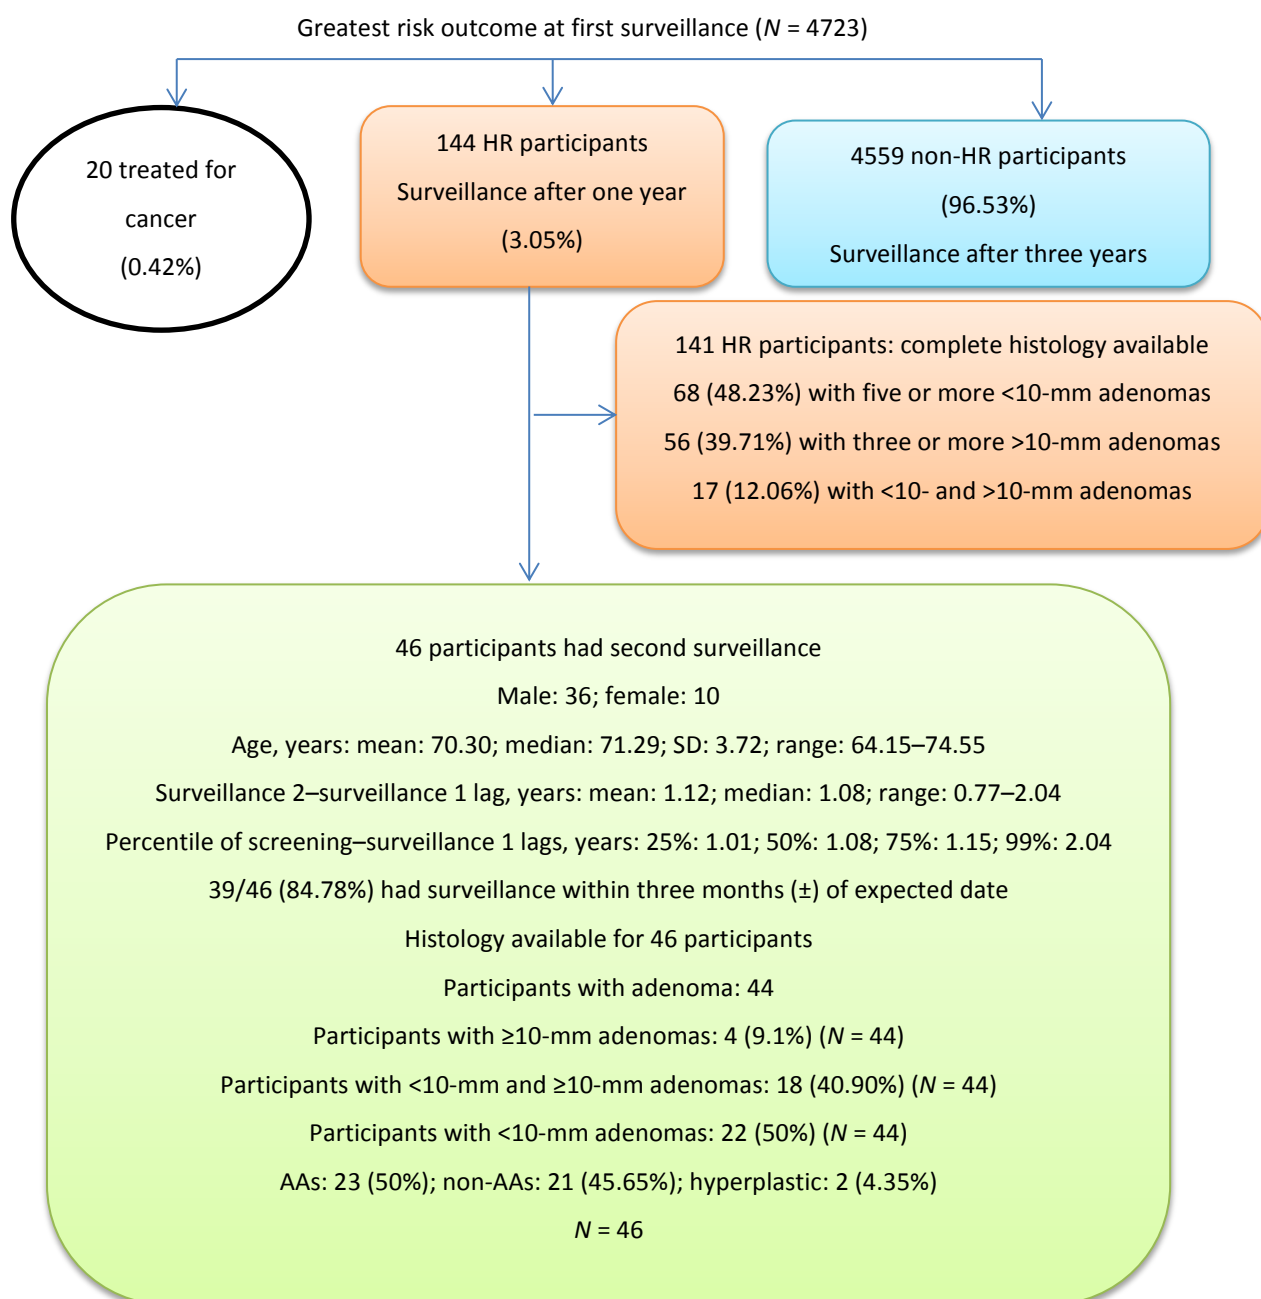 Greatest risk outcome at first surveillance (N = 4723)
20 treated for
cancer
(0.42%)
144 HR participants
Surveillance after one year
(3.05%)
4559 non-HR participants
(96.53%)
Surveillance after three years
141 HR participants: complete histology available
68 (48.23%) with five or more <10-mm adenomas
56 (39.71%) with three or more >10-mm adenomas
17 (12.06%) with <10- and >10-mm adenomas
46 participants had second surveillance
Male: 36; female: 10
Age, years: mean: 70.30; median: 71.29; SD: 3.72; range: 64.15–74.55
Surveillance 2–surveillance 1 lag, years: mean: 1.12; median: 1.08; range: 0.77–2.04
Percentile of screening–surveillance 1 lags, years: 25%: 1.01; 50%: 1.08; 75%: 1.15; 99%: 2.04
39/46 (84.78%) had surveillance within three months (±) of expected date
Histology available for 46 participants
Participants with adenoma: 44
Participants with ≥10-mm adenomas: 4 (9.1%) (N = 44)
Participants with <10-mm and ≥10-mm adenomas: 18 (40.90%) (N = 44)
Participants with <10-mm adenomas: 22 (50%) (N = 44)
AAs: 23 (50%); non-AAs: 21 (45.65%); hyperplastic: 2 (4.35%)
N = 46